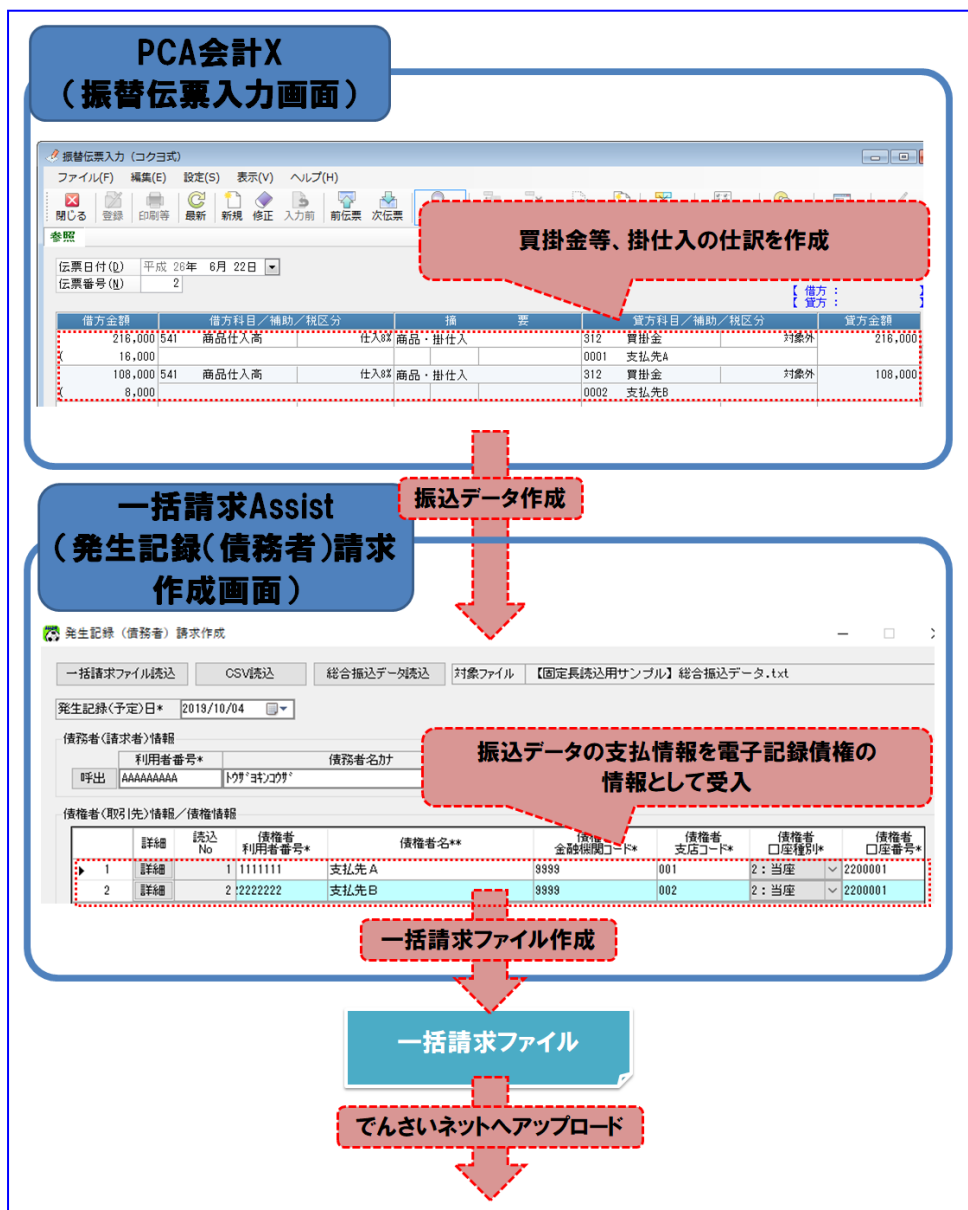 PCA会計X
（振替伝票入力画面）
振替伝票入力（コクヨ式）
ファイル(F) 編集(E) 設定(S) 表示(V) ヘルプ(H)
閉じる 登録 印刷等 最新 新規 修正 入力前 前伝票 次伝票
参照
買掛金等、掛仕入の仕訳を作成
伝票日付(D) 平成 26年 6月 22日
伝票番号(N) 2
【 借方： 】
【 貸方： 】
借方金額 借方科目／補助／税区分 摘 要 貸方科目／補助／税区分 貸方金額
216,000 541 商品仕入高 仕入8% 商品・掛仕入 312 買掛金 対象外 216,000
( 16,000 0001 支払先A
108,000 541 商品仕入高 仕入8% 商品・掛仕入 312 買掛金 対象外 108,000
( 8,000 0002 支払先B
振込データ作成
一括請求Assist
（発生記録(債務者)請求
作成画面）
発生記録（債務者）請求作成
一括請求ファイル読込 CSV読込 総合振込データ読込 対象ファイル 【固定長読込用サンプル】総合振込データ.txt
発生記録(予定)日* 2019/10/04
債務者(請求者)情報
利用者番号* 債務者名カナ
呼出 AAAAAAAAA トウザヨキンコウザ
振込データの支払情報を電子記録債権の
情報として受入
債権者(取引先)情報／債権情報
詳細 読込No 債権者利用者番号* 債権者名** 金融機関コード* 債権者支店コード* 債権者口座種別* 債権者口座番号*
1 詳細 1 1111111 支払先A 9999 001 2：当座 2200001
2 詳細 2 2222222 支払先B 9999 002 2：当座 2200001
一括請求ファイル作成
一括請求ファイル
でんさいネットへアップロード